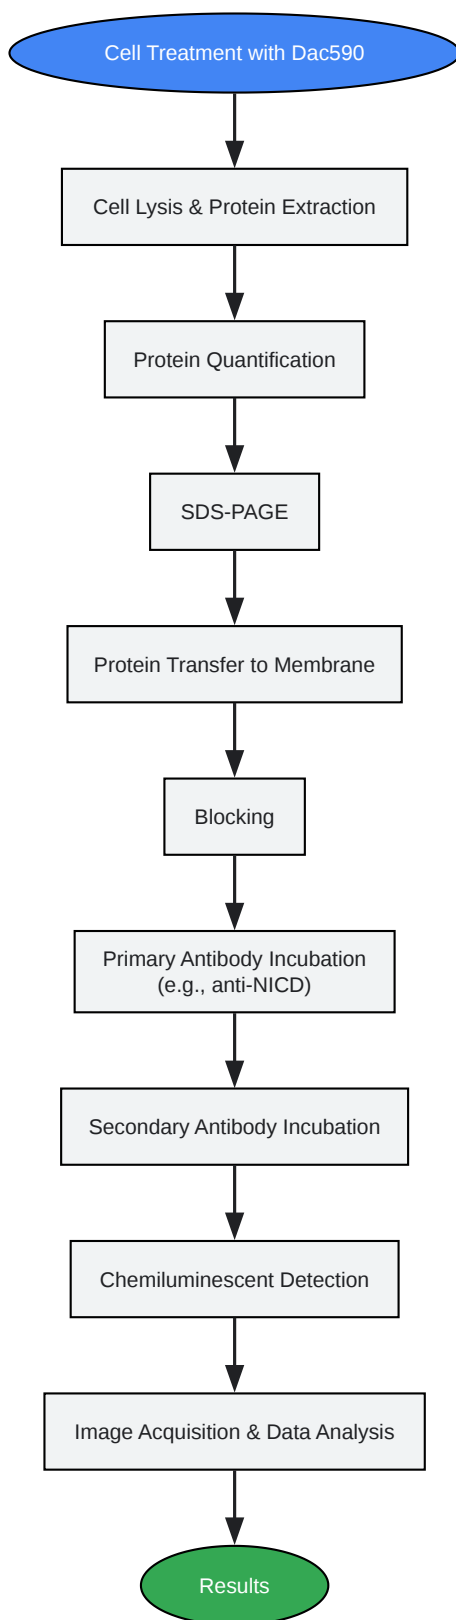 Cell Treatment with Dac590
Cell Lysis & Protein Extraction
Protein Quantification
SDS-PAGE
Protein Transfer to Membrane
Blocking
Primary Antibody Incubation
(e.g., anti-NICD)
Secondary Antibody Incubation
Chemiluminescent Detection
Image Acquisition & Data Analysis
Results